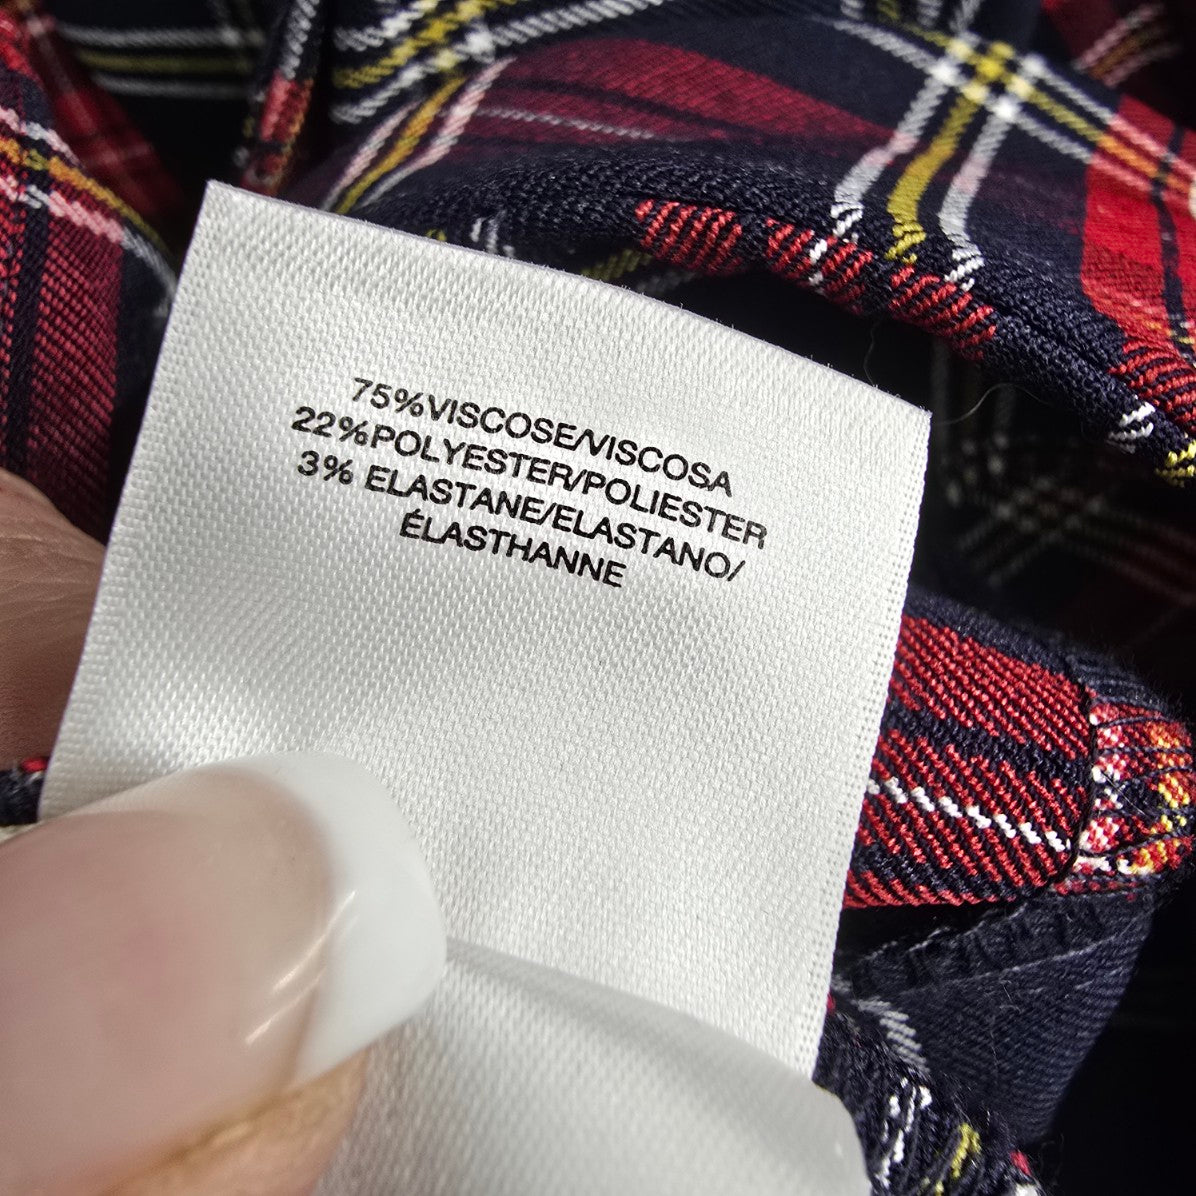 75%VISCOSE/VISCOSA
22%POLYESTER/POLIESTER
3% ELASTANE/ELASTANO/
ÉLASTHANNE